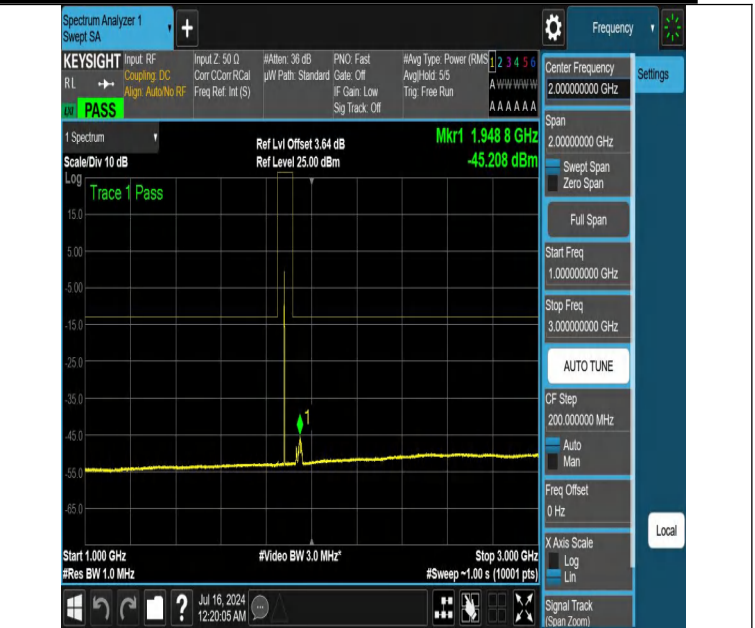 Spectrum Analyzer 1
Swept SA
Frequency
KEYSIGHT
RL
PASS
Input: RF
Coupling: DC
Align: Auto/No RF
Input Z: 50 Ω
Corr CCorr RCal
Freq Ref: Int (S)
#Atten: 36 dB
µW Path: Standard
PNO: Fast
Gate: Off
IF Gain: Low
Sig Track: Off
#Avg Type: Power (RMS
Avg|Hold: 5/5
Trig: Free Run
1 2 3 4 5 6
A W W W W W
A A A A A A
1 Spectrum
Scale/Div 10 dB
Ref Lvl Offset 3.64 dB
Ref Level 25.00 dBm
Mkr1 1.948 8 GHz
-45.208 dBm
Log
Trace 1 Pass
15.0
5.00
-5.00
-15.0
-25.0
-35.0
-45.0
-55.0
-65.0
1
Start 1.000 GHz
#Res BW 1.0 MHz
#Video BW 3.0 MHz*
Stop 3.000 GHz
#Sweep ~1.00 s (10001 pts)
Jul 16, 2024
12:20:05 AM
Center Frequency
2.000000000 GHz
Settings
Span
2.00000000 GHz
Swept Span
Zero Span
Full Span
Start Freq
1.000000000 GHz
Stop Freq
3.000000000 GHz
AUTO TUNE
CF Step
200.000000 MHz
Auto
Man
Freq Offset
0 Hz
Local
X Axis Scale
Log
Lin
Signal Track
(Span Zoom)